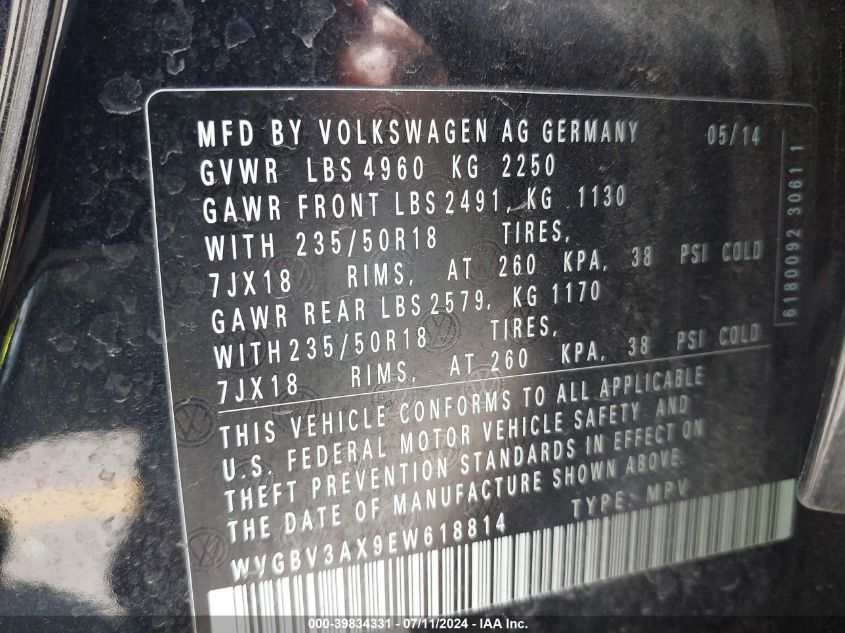 MFD BY VOLKSWAGEN AG GERMANY 05/14
GVWR LBS 4960 KG 2250
GAWR FRONT LBS 2491, KG 1130
WITH 235/50R18 TIRES,
7JX18 RIMS, AT 260 KPA, 38 PSI COLD
GAWR REAR LBS 2579, KG 1170
WITH 235/50R18 TIRES,
7JX18 RIMS, AT 260 KPA, 38 PSI COLD
THIS VEHICLE CONFORMS TO ALL APPLICABLE
U.S. FEDERAL MOTOR VEHICLE SAFETY AND
THEFT PREVENTION STANDARDS IN EFFECT ON
THE DATE OF MANUFACTURE SHOWN ABOVE.
WVGBV3AX9EW618814 TYPE: MPV
6180092 3061 1
000-39834331 - 07/11/2024 - IAAI, Inc.